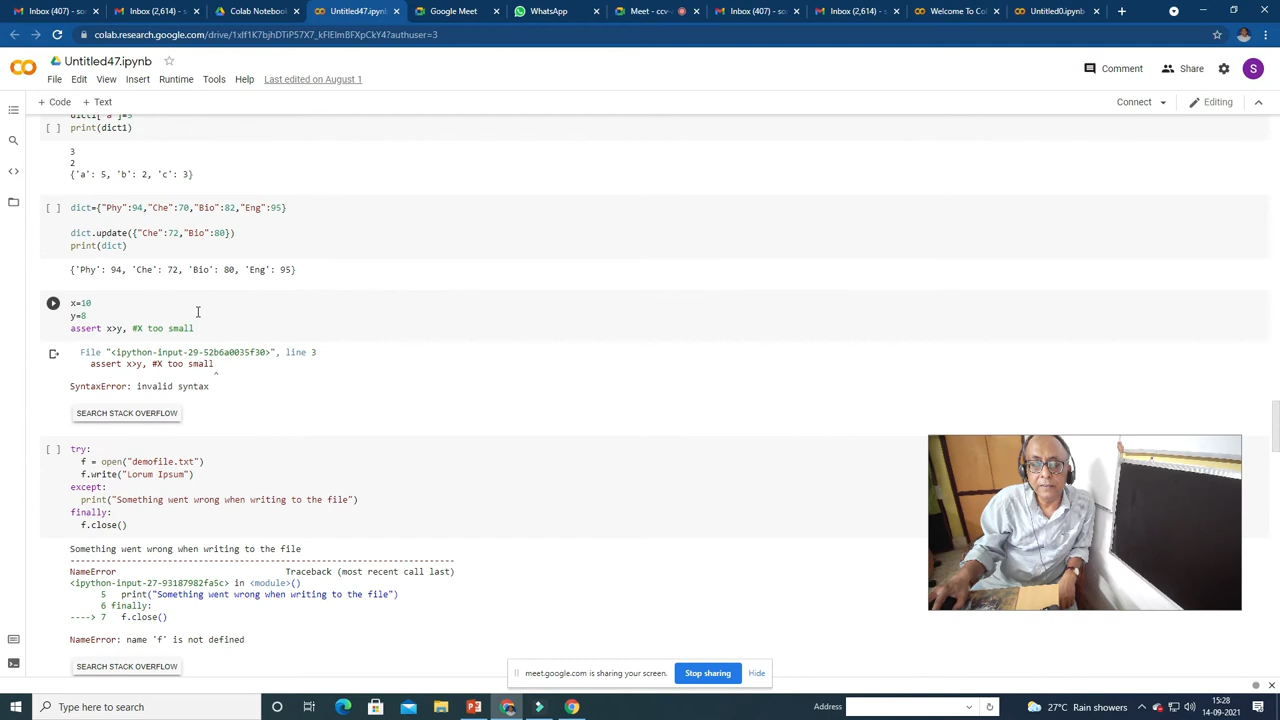 Inbox (407) - so
Inbox (2,614) - s
Colab Notebook
Untitled47.ipynb
Google Meet
WhatsApp
Meet - ccv-
Inbox (407) - so
Inbox (2,614) - s
Welcome To Co
Untitled0.ipynb
colab.research.google.com/drive/1xIf1K7bjhDTiP57X7_kFIEImBFXpCkY4?authuser=3
Untitled47.ipynb
File Edit View Insert Runtime Tools Help Last edited on August 1
Comment
Share
S
+ Code + Text
Connect
Editing
dict1['a']=5
[ ] print(dict1)
3
2
{'a': 5, 'b': 2, 'c': 3}
[ ] dict={"Phy":94,"Che":70,"Bio":82,"Eng":95}
dict.update({"Che":72,"Bio":80})
print(dict)
{'Phy': 94, 'Che': 72, 'Bio': 80, 'Eng': 95}
x=10
y=8
assert x>y, #X too small
File "<ipython-input-29-52b6a0035f30>", line 3
assert x>y, #X too small
^
SyntaxError: invalid syntax
SEARCH STACK OVERFLOW
[ ] try:
f = open("demofile.txt")
f.write("Lorum Ipsum")
except:
print("Something went wrong when writing to the file")
finally:
f.close()
Something went wrong when writing to the file
---------------------------------------------------------------------------
NameError Traceback (most recent call last)
<ipython-input-27-93187982fa5c> in <module>()
5 print("Something went wrong when writing to the file")
6 finally:
----> 7 f.close()
NameError: name 'f' is not defined
SEARCH STACK OVERFLOW
meet.google.com is sharing your screen.
Stop sharing
Hide
Type here to search
Address
27°C Rain showers
15:28
14-09-2021